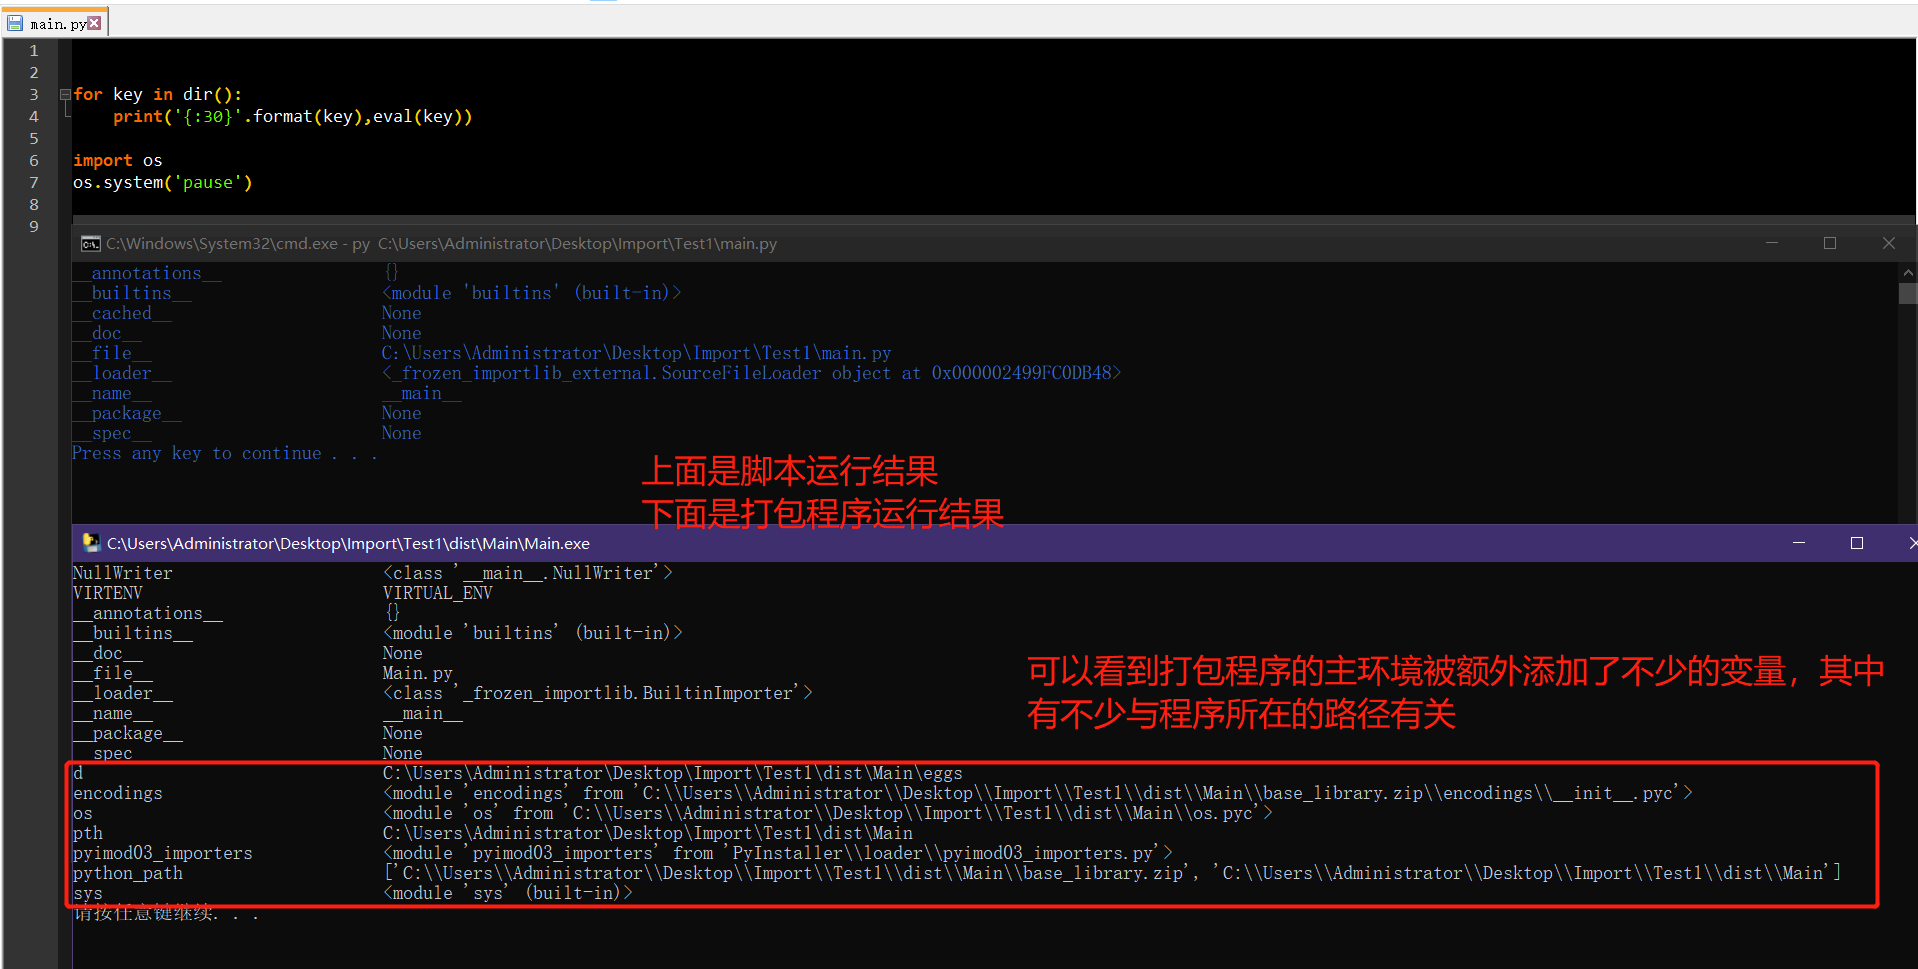 main.py
1
2
3 for key in dir():
4 print('{:30}'.format(key),eval(key))
5
6 import os
7 os.system('pause')
8
9
C:\Windows\System32\cmd.exe - py  C:\Users\Administrator\Desktop\Import\Test1\main.py
__annotations__ {}
__builtins__ <module 'builtins' (built-in)>
__cached__ None
__doc__ None
__file__ C:\Users\Administrator\Desktop\Import\Test1\main.py
__loader__ <_frozen_importlib_external.SourceFileLoader object at 0x000002499FC0DB48>
__name__ __main__
__package__ None
__spec__ None
Press any key to continue . . .
上面是脚本运行结果
下面是打包程序运行结果
C:\Users\Administrator\Desktop\Import\Test1\dist\Main\Main.exe
NullWriter <class '__main__.NullWriter'>
VIRTENV VIRTUAL_ENV
__annotations__ {}
__builtins__ <module 'builtins' (built-in)>
__doc__ None
__file__ Main.py
__loader__ <class '_frozen_importlib.BuiltinImporter'>
__name__ __main__
__package__ None
__spec__ None
可以看到打包程序的主环境被额外添加了不少的变量，其中
有不少与程序所在的路径有关
d C:\Users\Administrator\Desktop\Import\Test1\dist\Main\eggs
encodings <module 'encodings' from 'C:\\Users\\Administrator\\Desktop\\Import\\Test1\\dist\\Main\\base_library.zip\\encodings\\__init__.pyc'>
os <module 'os' from 'C:\\Users\\Administrator\\Desktop\\Import\\Test1\\dist\\Main\\os.pyc'>
pth C:\Users\Administrator\Desktop\Import\Test1\dist\Main
pyimod03_importers <module 'pyimod03_importers' from 'PyInstaller\\loader\\pyimod03_importers.py'>
python_path ['C:\\Users\\Administrator\\Desktop\\Import\\Test1\\dist\\Main\\base_library.zip', 'C:\\Users\\Administrator\\Desktop\\Import\\Test1\\dist\\Main']
sys <module 'sys' (built-in)>
请按任意键继续. . .